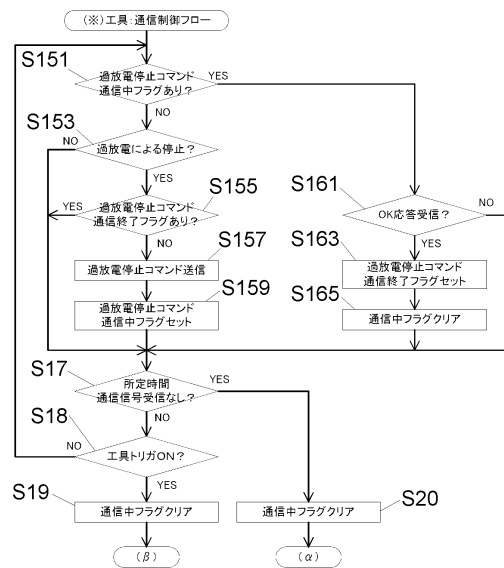 (※)工具:通信制御フロー
S151
過放電停止コマンド
通信中フラグあり?
YES
NO
S153
過放電による停止?
NO
YES
S155
過放電停止コマンド
通信終了フラグあり?
YES
NO
S157
過放電停止コマンド送信
S159
過放電停止コマンド
通信中フラグセット
S161
OK応答受信?
NO
YES
S163
過放電停止コマンド
通信終了フラグセット
S165
通信中フラグクリア
S17
所定時間
通信信号受信なし?
YES
NO
S18
工具トリガON?
NO
YES
S19
通信中フラグクリア
S20
通信中フラグクリア
(β)
(α)